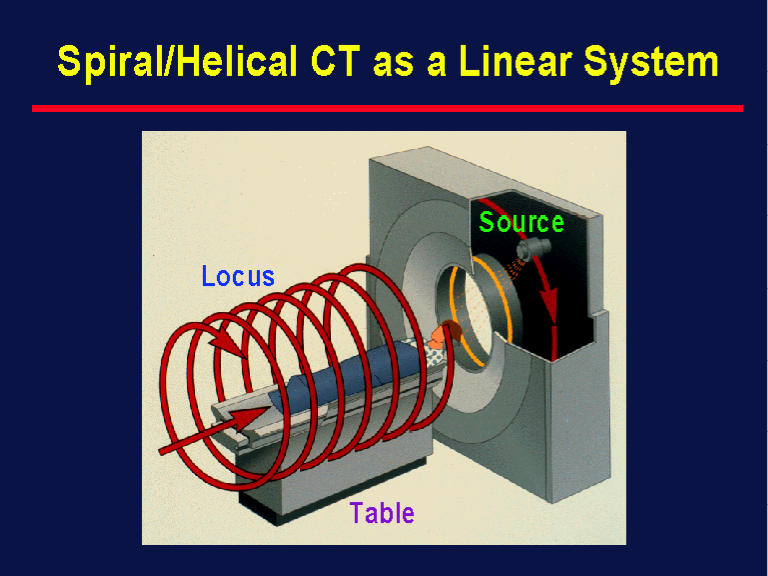 Spiral/Helical CT as a Linear System
Source
Locus
Table